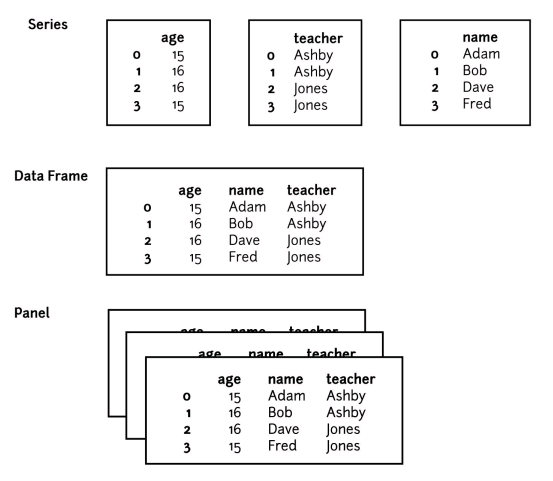 Series
age
0 15
1 16
2 16
3 15
teacher
0 Ashby
1 Ashby
2 Jones
3 Jones
name
0 Adam
1 Bob
2 Dave
3 Fred
Data Frame
age name teacher
0 15 Adam Ashby
1 16 Bob Ashby
2 16 Dave Jones
3 15 Fred Jones
Panel
age name teacher
age name teacher
age name teacher
0 15 Adam Ashby
1 16 Bob Ashby
2 16 Dave Jones
3 15 Fred Jones